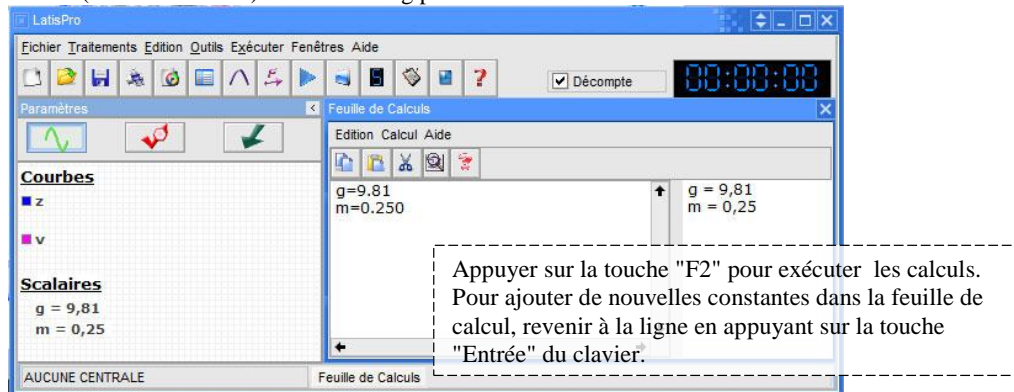 LatisPro
Fichier Traitements Edition Outils Exécuter Fenêtres Aide
Décompte
00:00:00
Paramètres
Feuille de Calculs
Edition Calcul Aide
Courbes
z
v
Scalaires
g = 9,81
m = 0,25
g=9.81
m=0.250
g = 9,81
m = 0,25
Appuyer sur la touche "F2" pour exécuter les calculs.
Pour ajouter de nouvelles constantes dans la feuille de
calcul, revenir à la ligne en appuyant sur la touche
"Entrée" du clavier.
AUCUNE CENTRALE
Feuille de Calculs